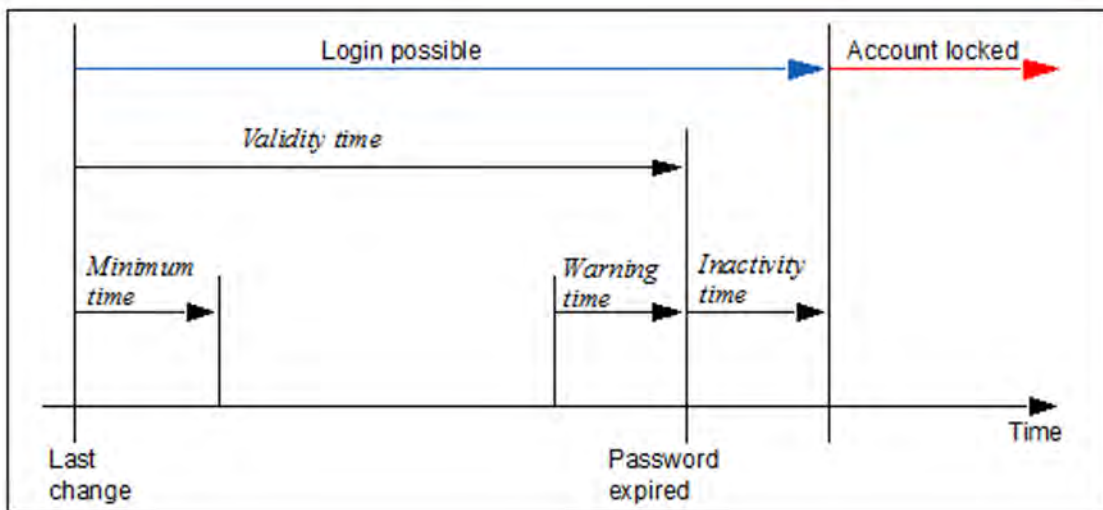 Login possible
Account locked
Validity time
Minimum
time
Warning
time
Inactivity
time
Time
Last
change
Password
expired